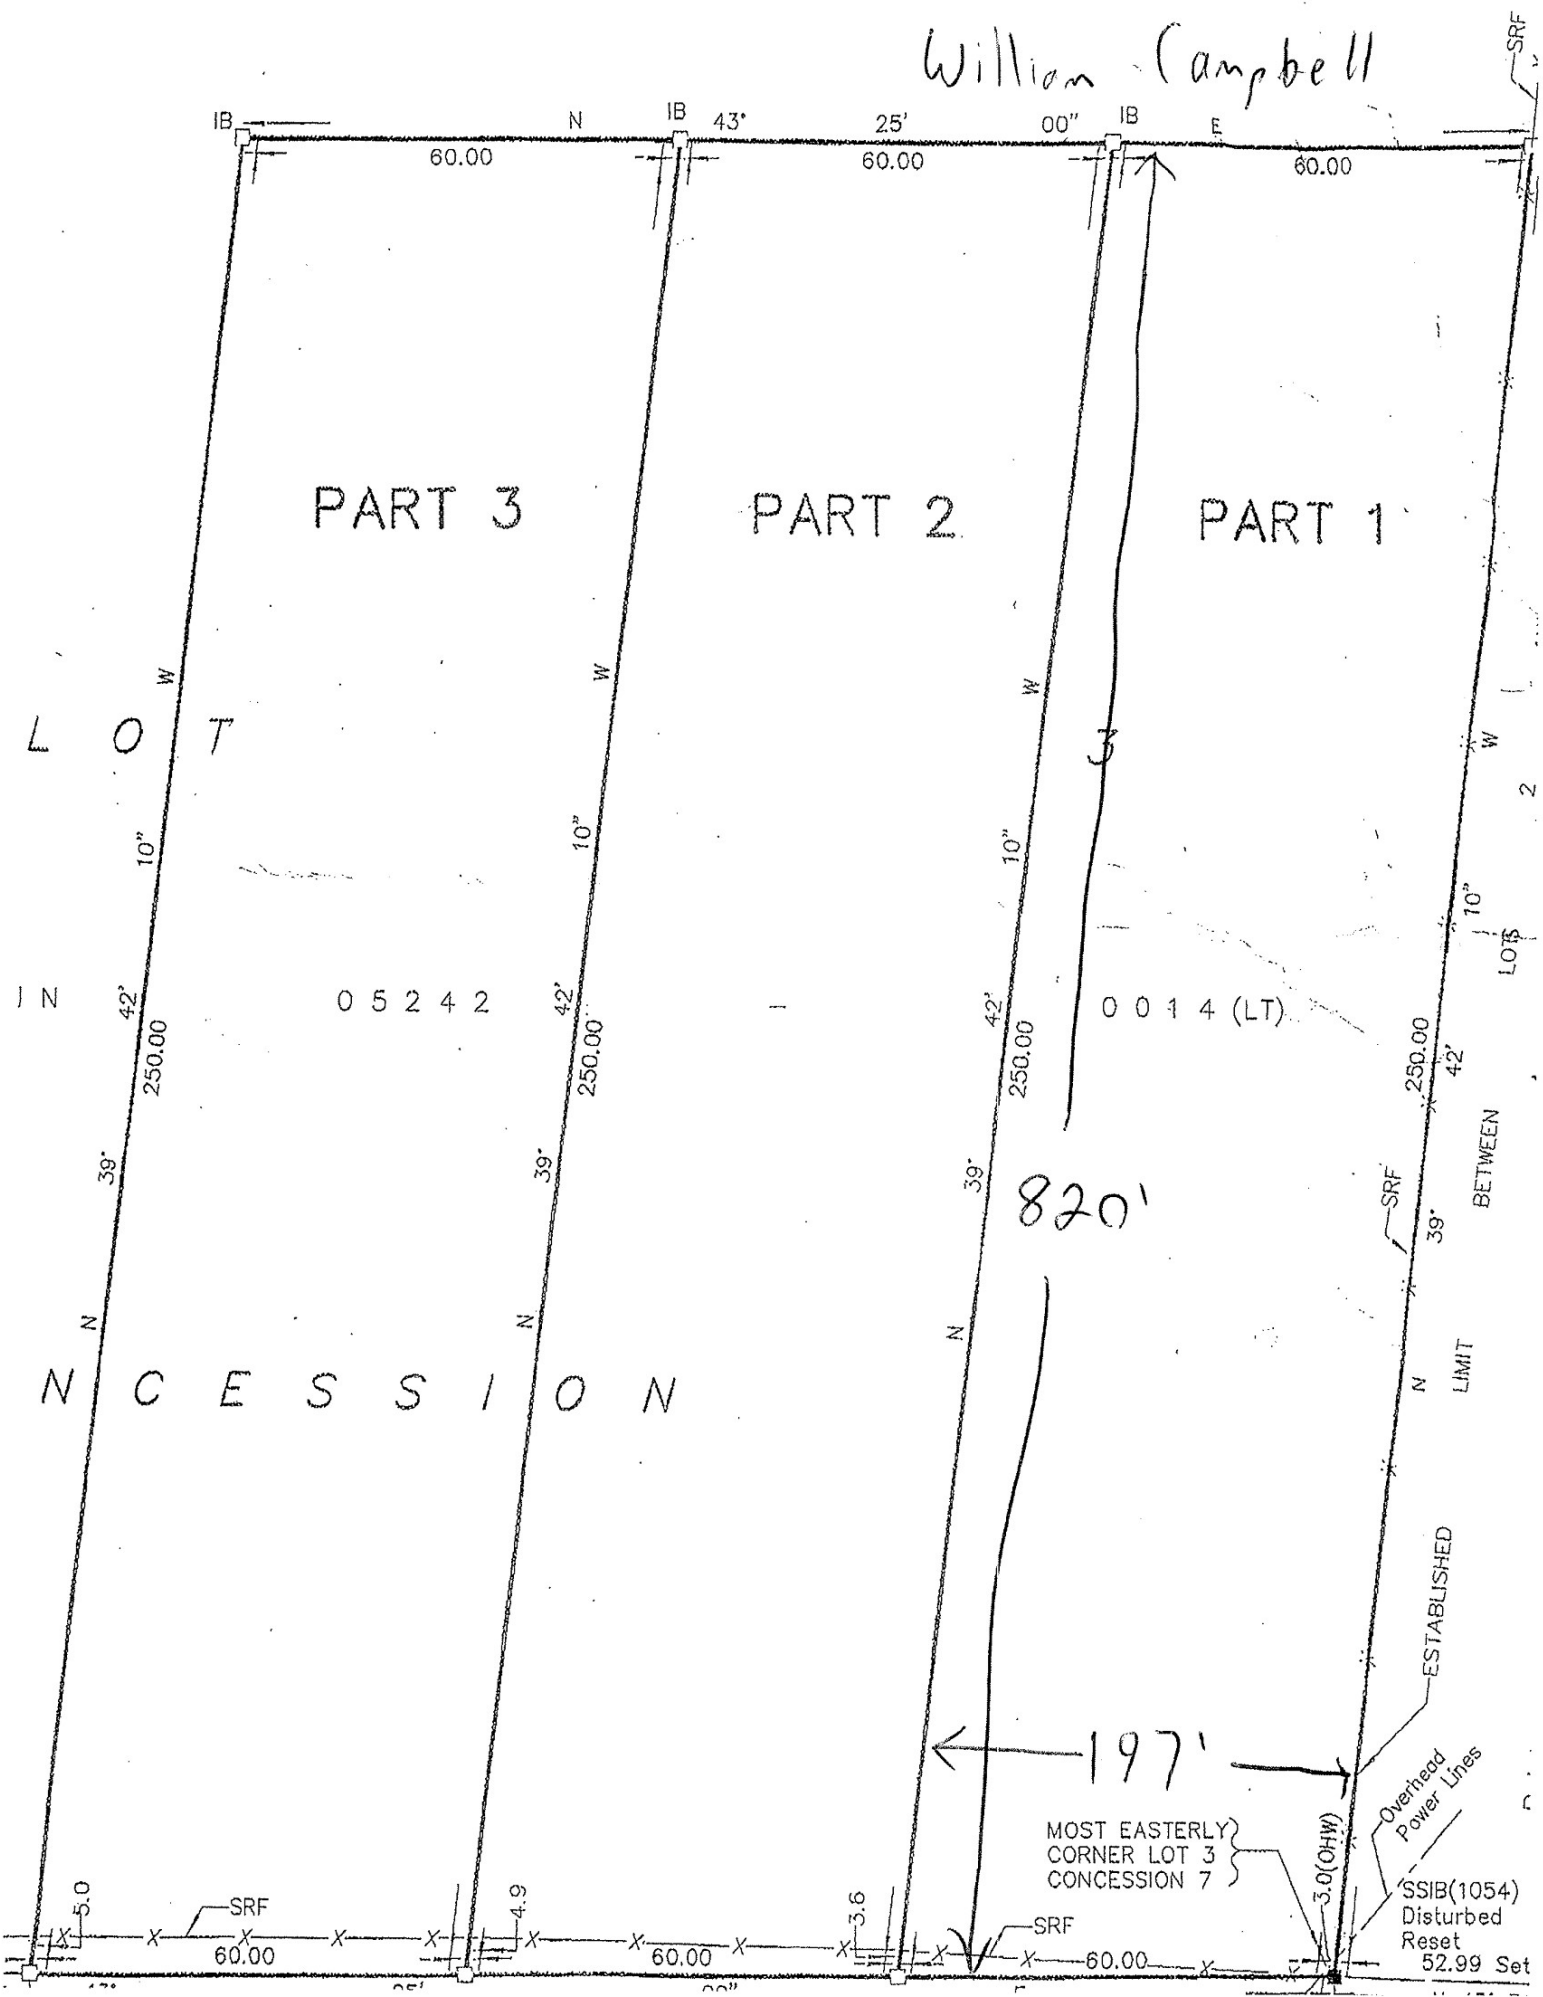 William Campbell
SRF
IB N IB 43° 25' 00" IB E
60.00 60.00 60.00
PART 3 PART 2 PART 1
W W W W
L O T 3
2
10" 10" 10" 10"
LOTS
IN 05242 - 0014 (LT)
42' 42' 42' 42'
250.00 250.00 250.00 250.00
BETWEEN
39° 39° 39° 39°
820'
SRF
N N N N
LIMIT
N C E S S I O N
ESTABLISHED
197'
Overhead
Power Lines
MOST EASTERLY
CORNER LOT 3
CONCESSION 7
3.0(OHW)
SSIB(1054)
Disturbed
Reset
52.99 Set
5.0 SRF 4.9 3.6 SRF
60.00 60.00 60.00